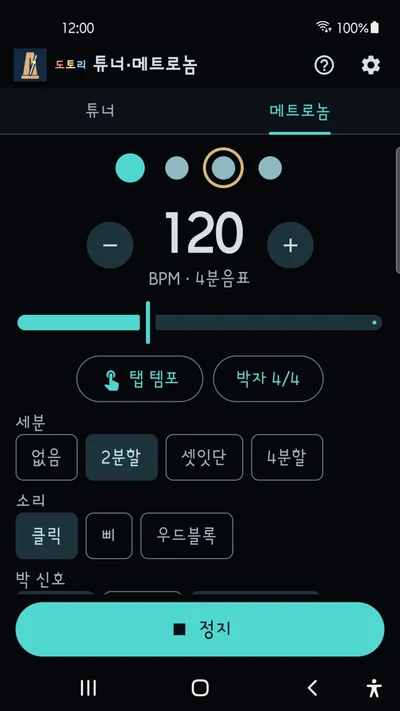 12:00 100%
도토리 튜너·메트로놈
튜너 메트로놈
120
BPM · 4분음표
탭 템포 박자 4/4
세분
없음 2분할 셋잇단 4분할
소리
클릭 삐 우드블록
박 신호
정지